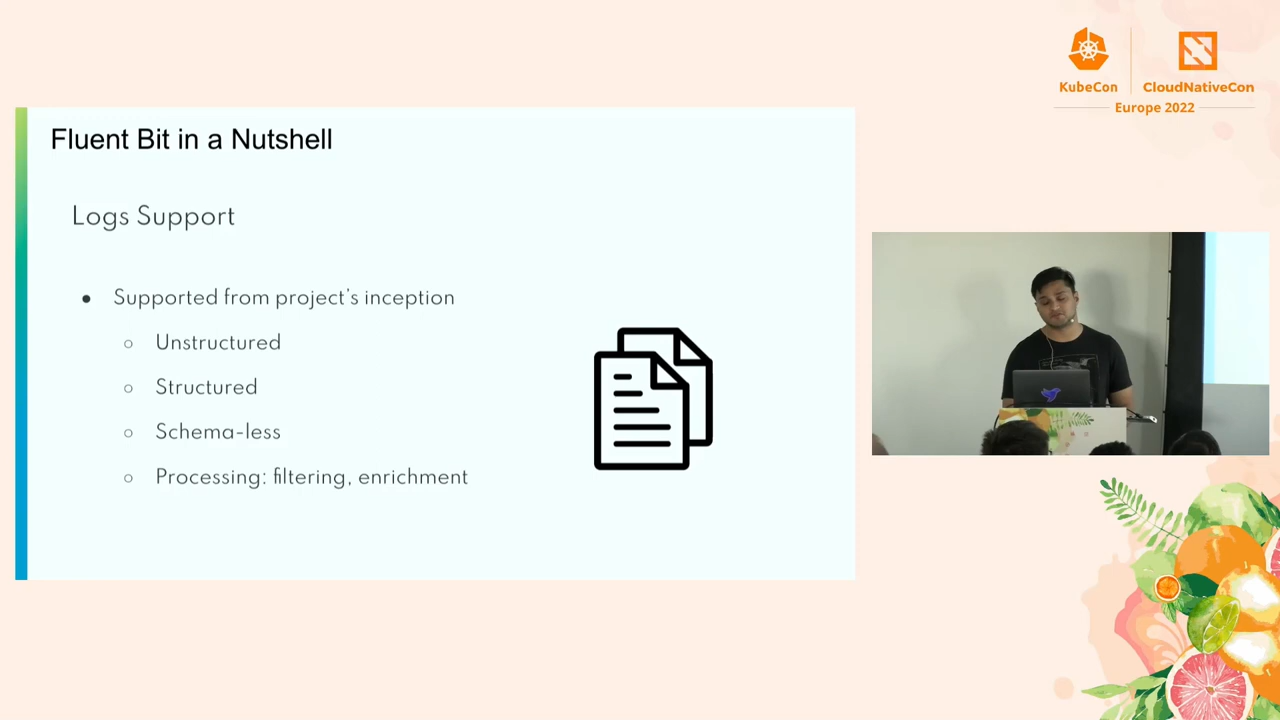 KubeCon
CloudNativeCon
Europe 2022
Fluent Bit in a Nutshell
Logs Support
● Supported from project's inception
○ Unstructured
○ Structured
○ Schema-less
○ Processing: filtering, enrichment